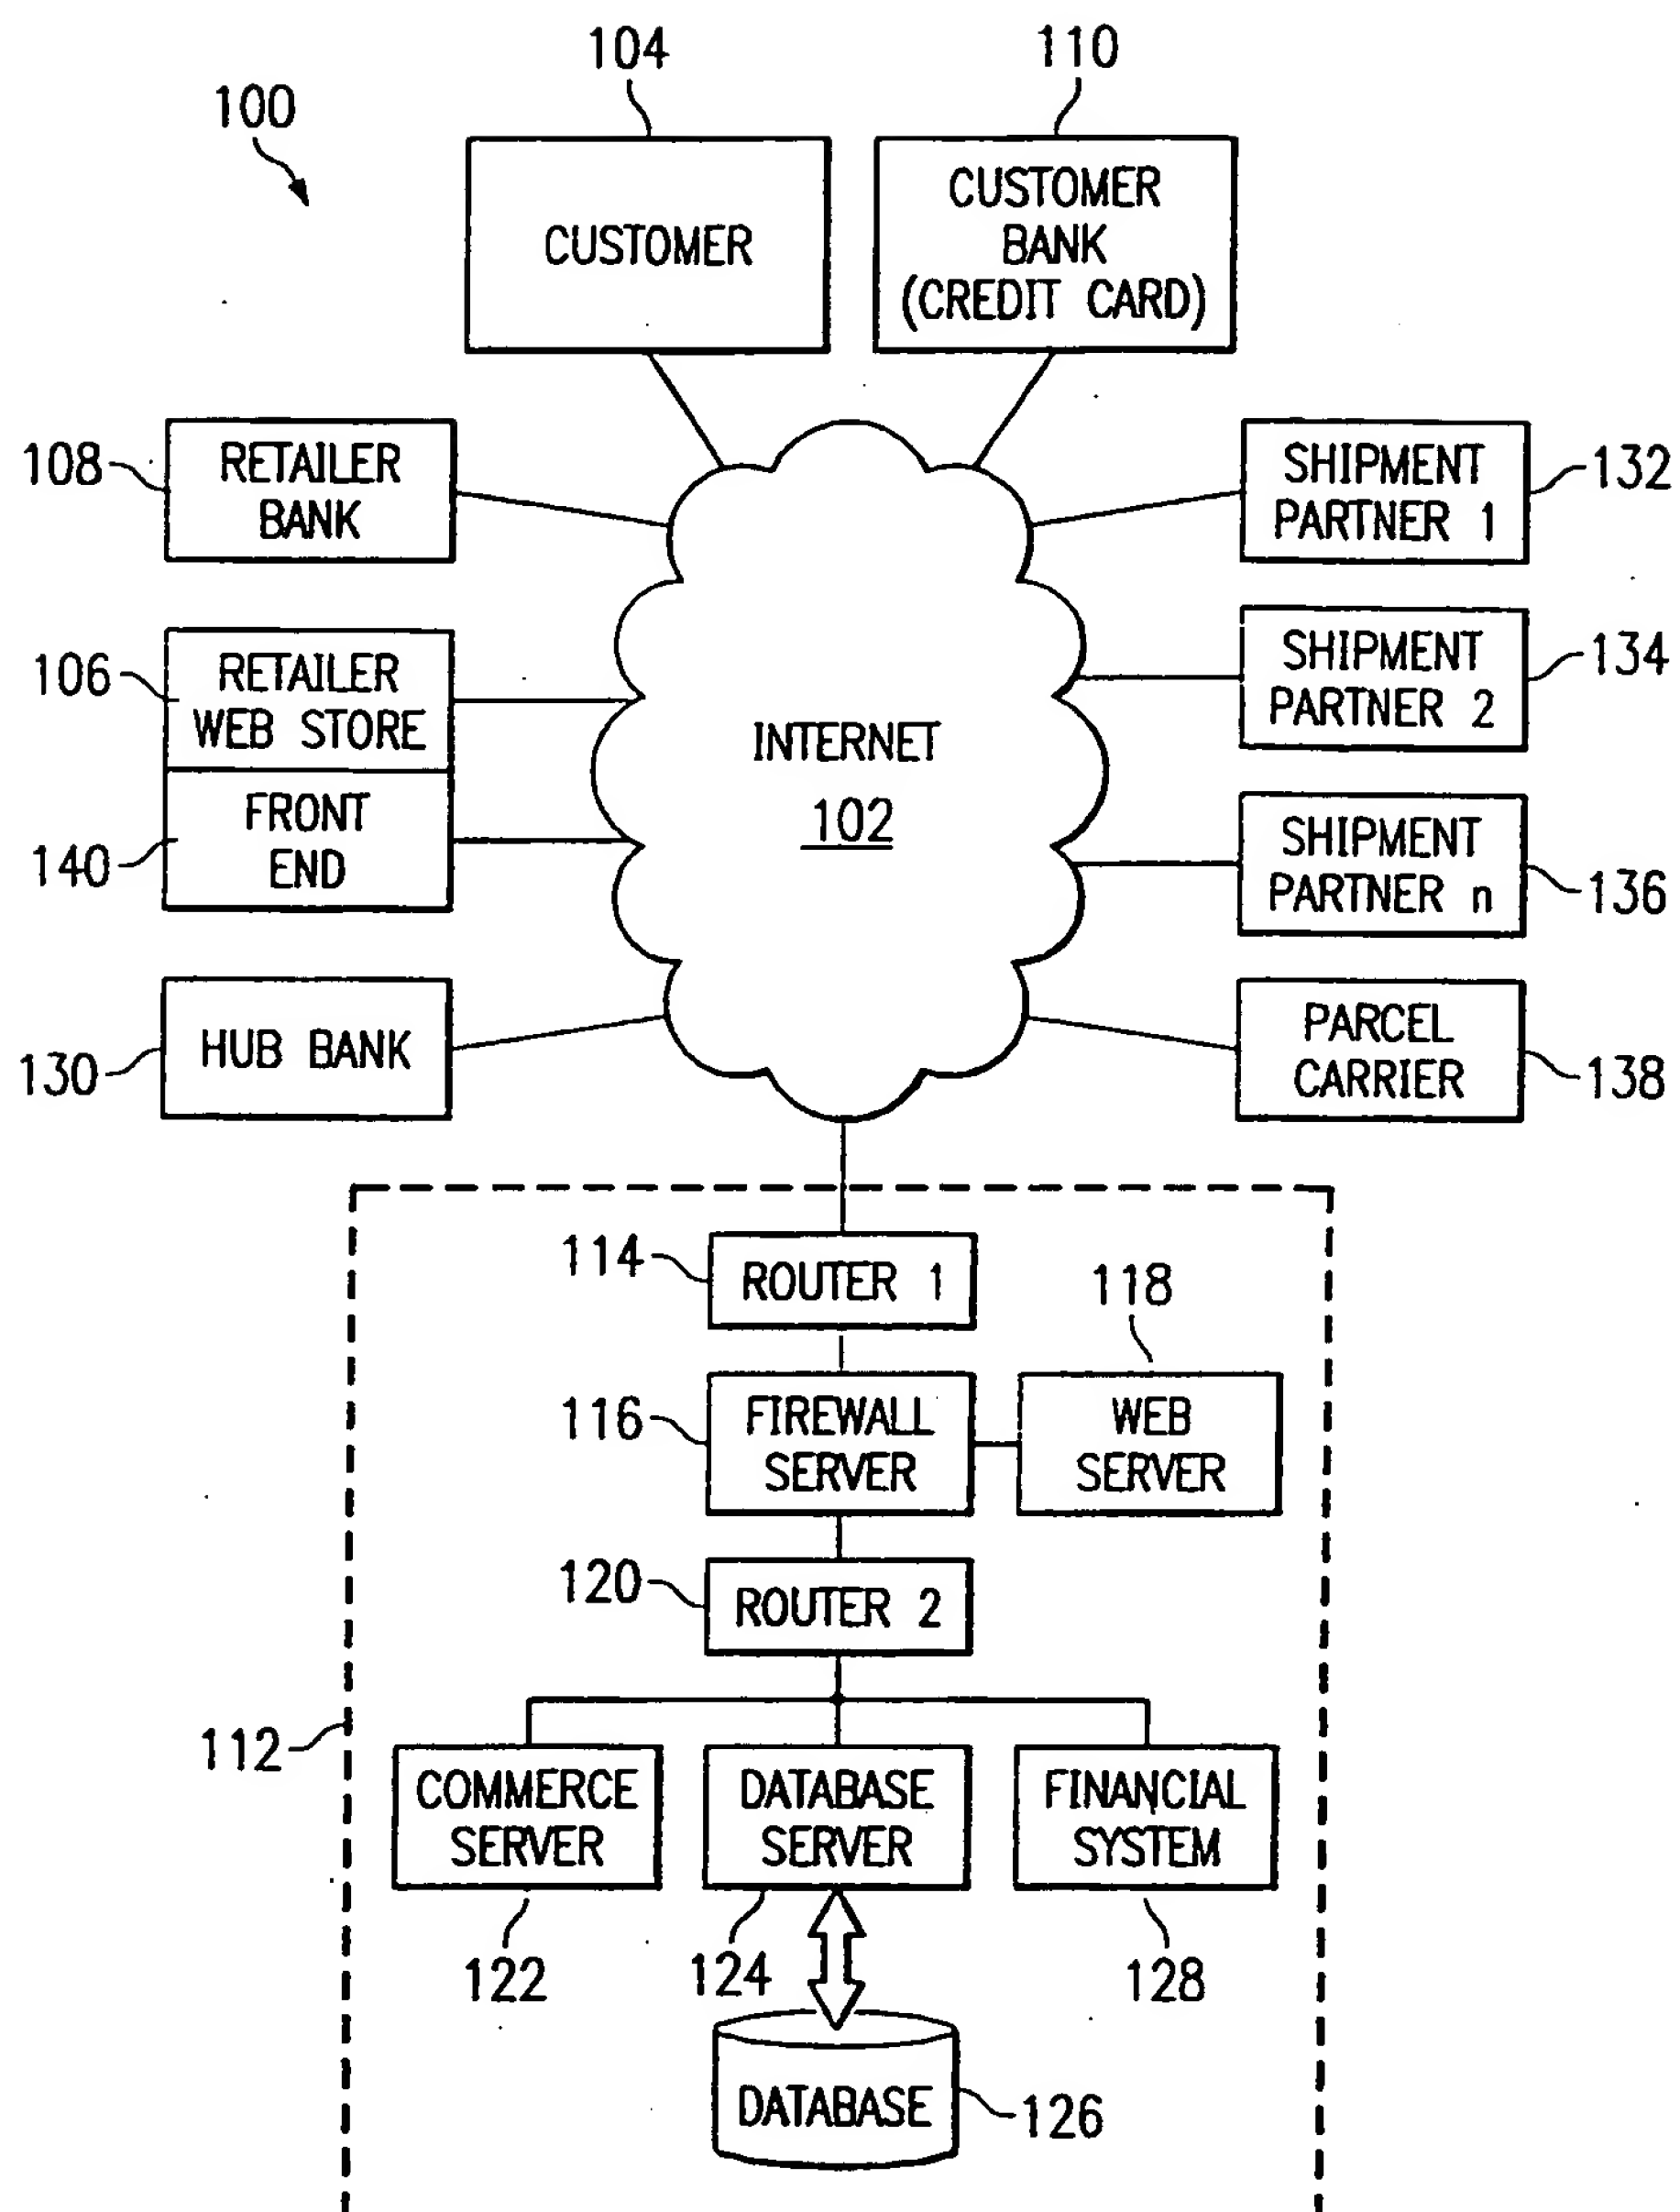 104
110
100
CUSTOMER
CUSTOMER
BANK
(CREDIT CARD)
108
RETAILER
BANK
SHIPMENT
PARTNER 1
132
106
RETAILER
WEB STORE
SHIPMENT
PARTNER 2
134
INTERNET
102
140
FRONT
END
SHIPMENT
PARTNER n
136
130
HUB BANK
PARCEL
CARRIER
138
114
ROUTER 1
118
116
FIREWALL
SERVER
WEB
SERVER
120
ROUTER 2
112
COMMERCE
SERVER
DATABASE
SERVER
FINANCIAL
SYSTEM
122
124
128
DATABASE
126